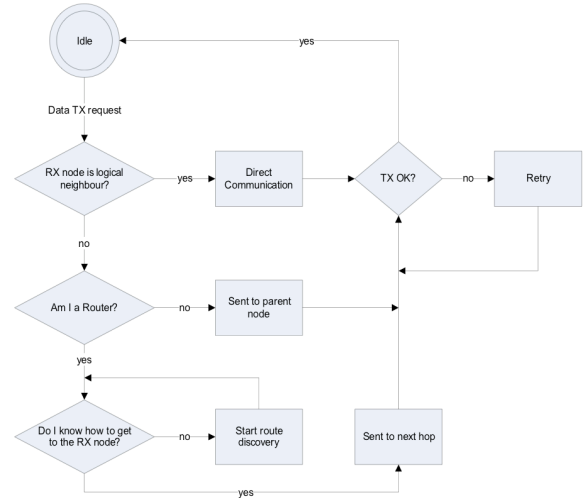 Idle
yes
Data TX request
RX node is logical
neighbour?
yes
Direct
Communication
TX OK?
no
Retry
no
Am I a Router?
no
Sent to parent
node
yes
Do I know how to get
to the RX node?
no
Start route
discovery
Sent to next hop
yes